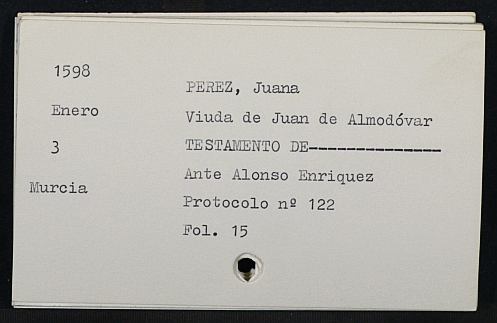 1598
Enero
3
Murcia
PEREZ, Juana
Viuda de Juan de Almodóvar
TESTAMENTO DE--------------
Ante Alonso Enriquez
Protocolo nº 122
Fol. 15